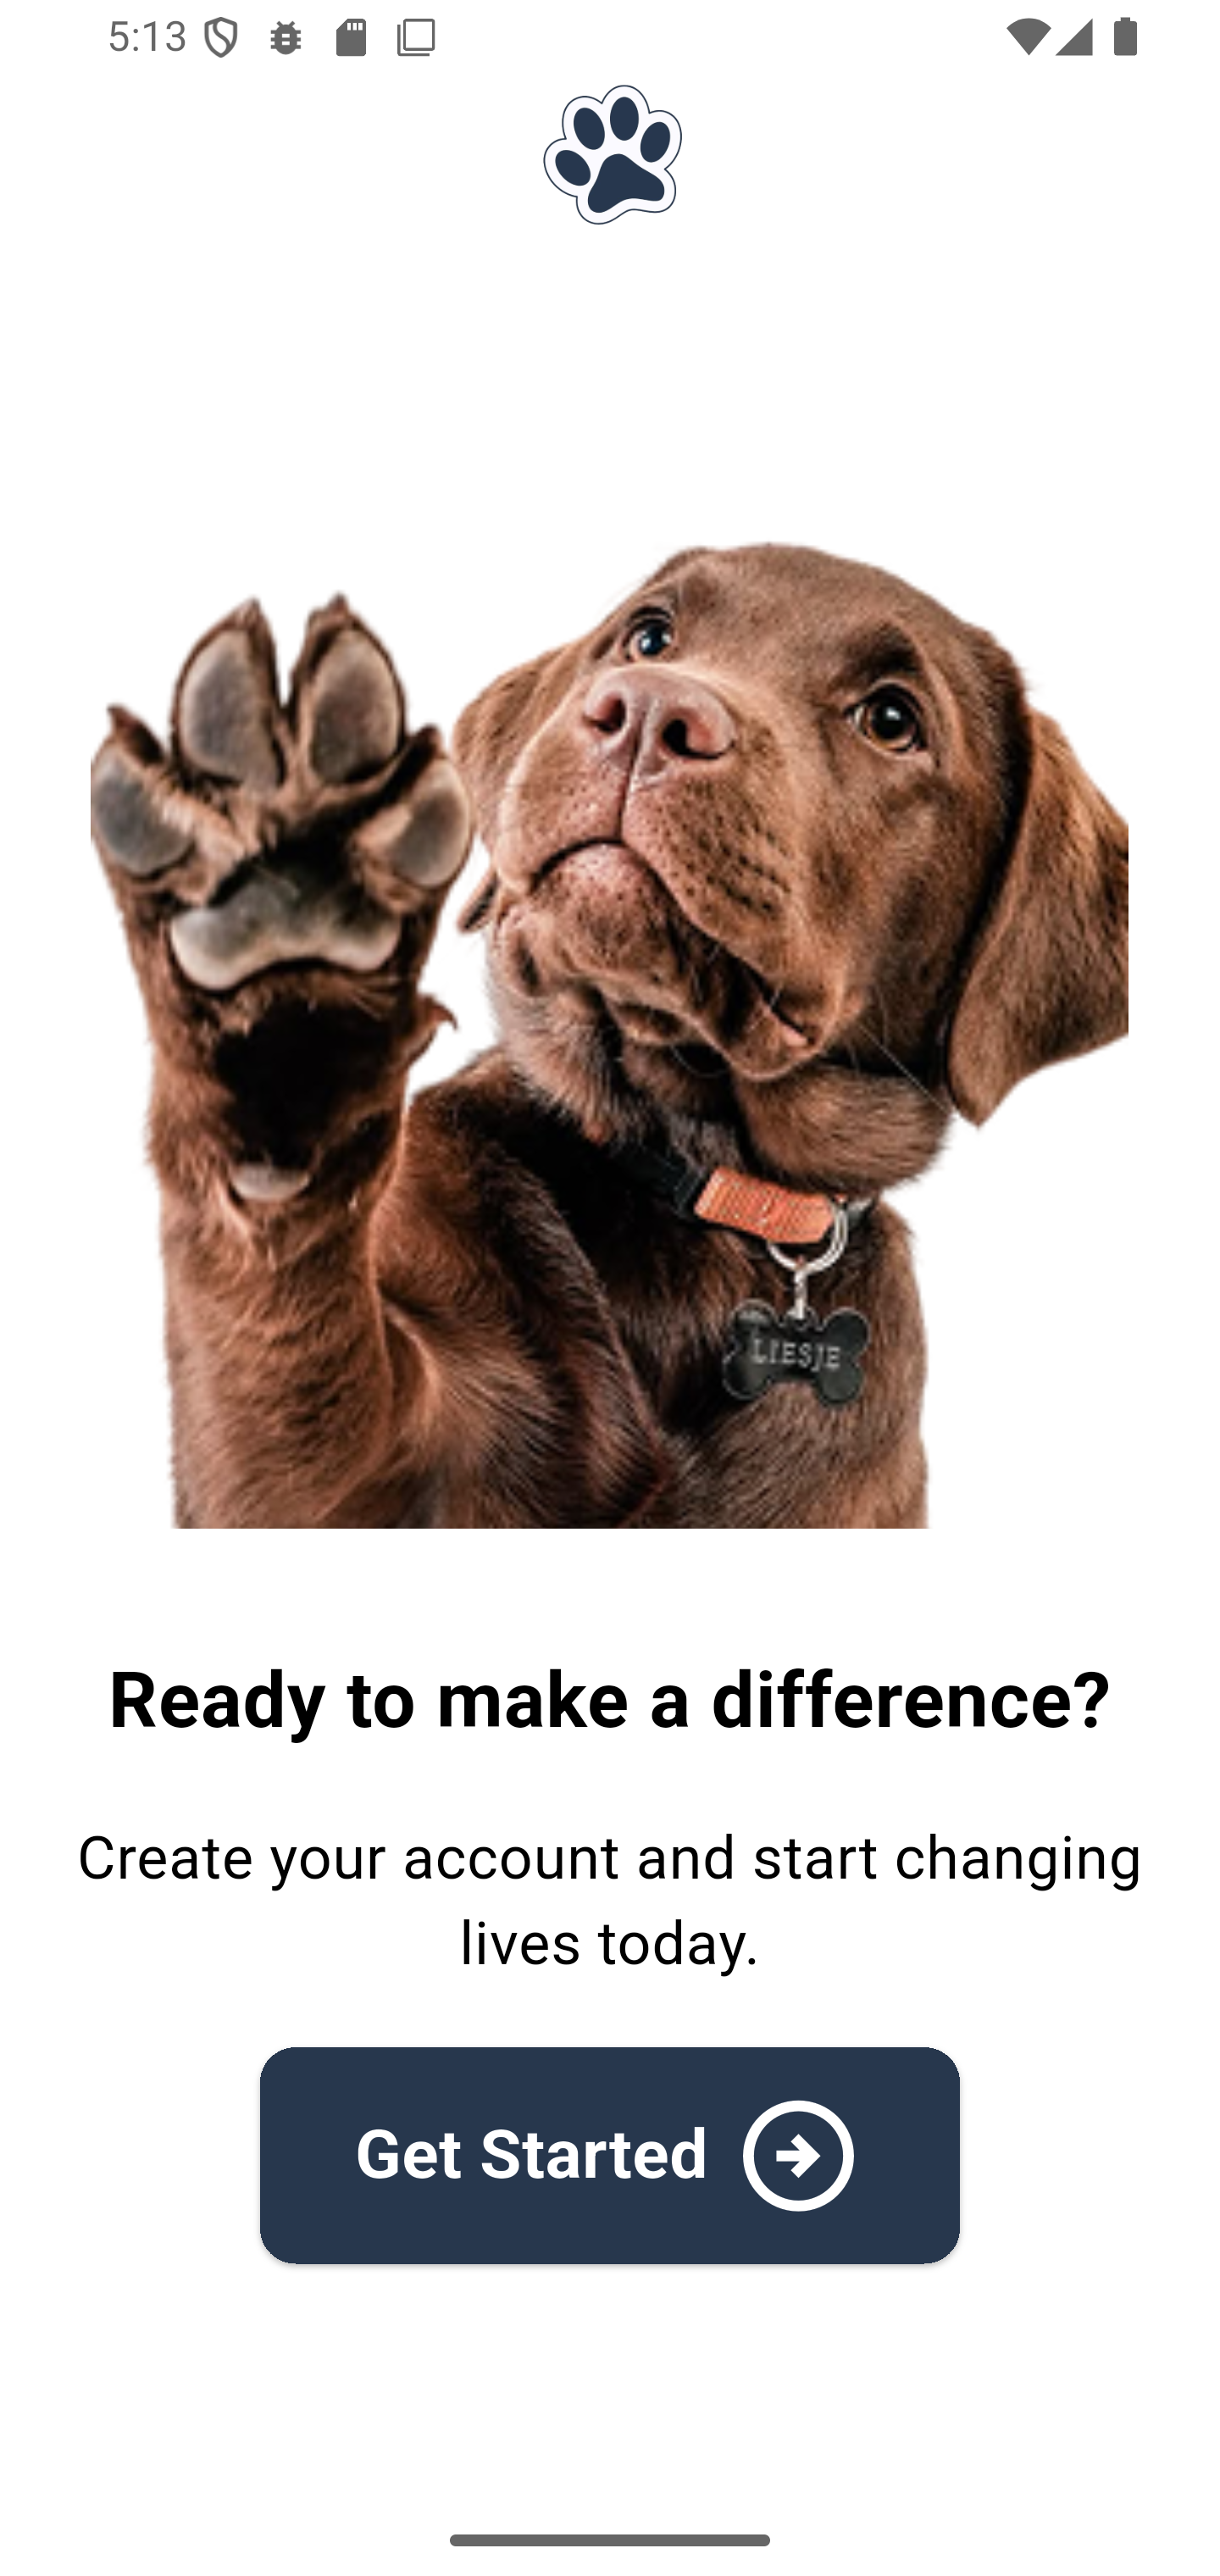 5:13
LIESJE
Ready to make a difference?
Create your account and start changing
lives today.
Get Started